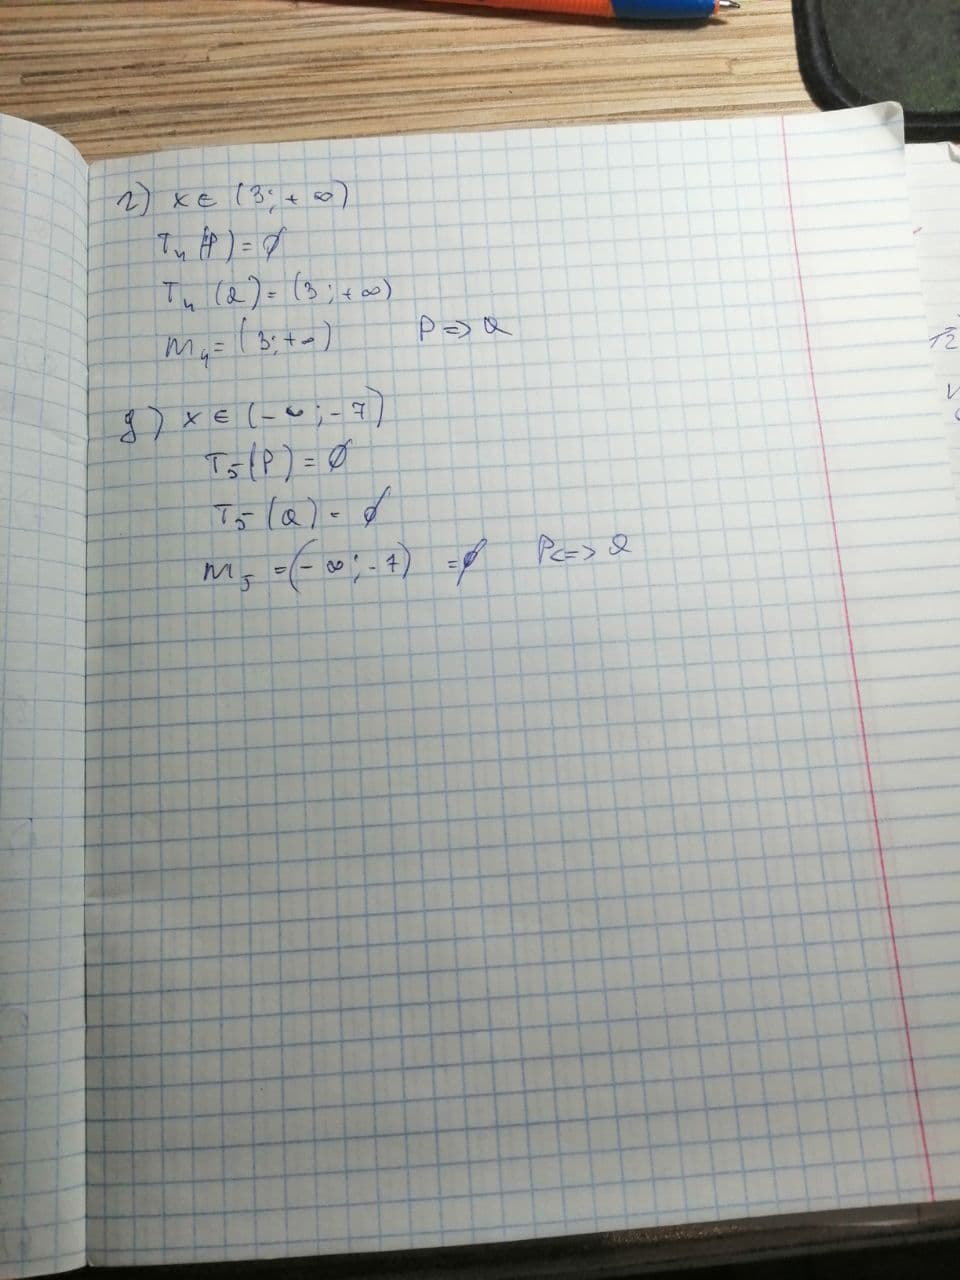 г) x ∈ (3; + ∞)
T₄ (P) = ∅
T₄ (Q) = (3 ; + ∞)
M₄ = (3; + ∞) P => Q
g) x ∈ (- ∞ ; - 7)
T₅ (P) = ∅
T₅ (Q) = ∅
M₅ = (- ∞ ; - 7) = ∅ P <=> Q